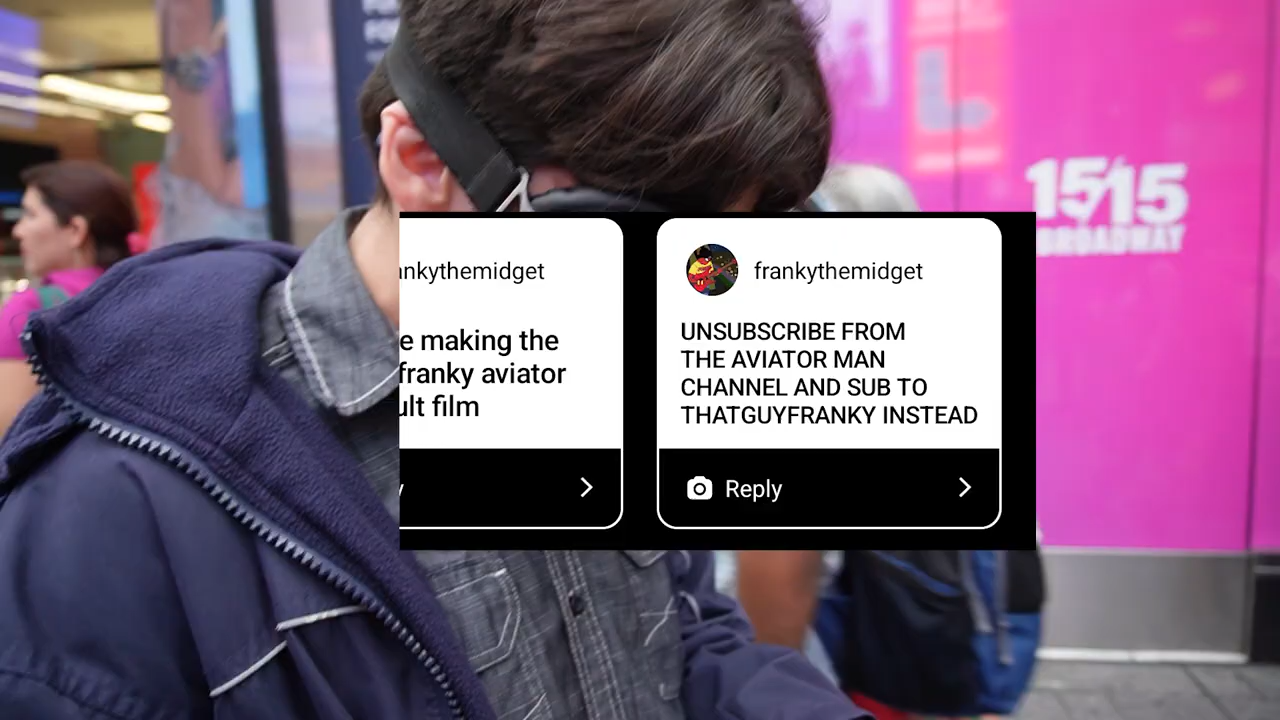 1515
BROADWAY
ankythemidget
e making the
franky aviator
ult film
frankythemidget
UNSUBSCRIBE FROM
THE AVIATOR MAN
CHANNEL AND SUB TO
THATGUYFRANKY INSTEAD
Reply